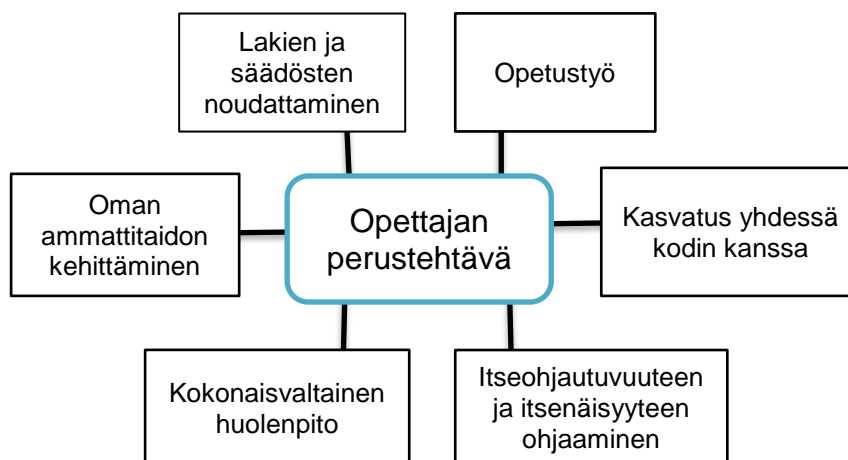 Lakien ja
säädösten
noudattaminen
Opetustyö
Oman
ammattitaidon
kehittäminen
Opettajan
perustehtävä
Kasvatus yhdessä
kodin kanssa
Kokonaisvaltainen
huolenpito
Itseohjautuvuuteen
ja itsenäisyyteen
ohjaaminen